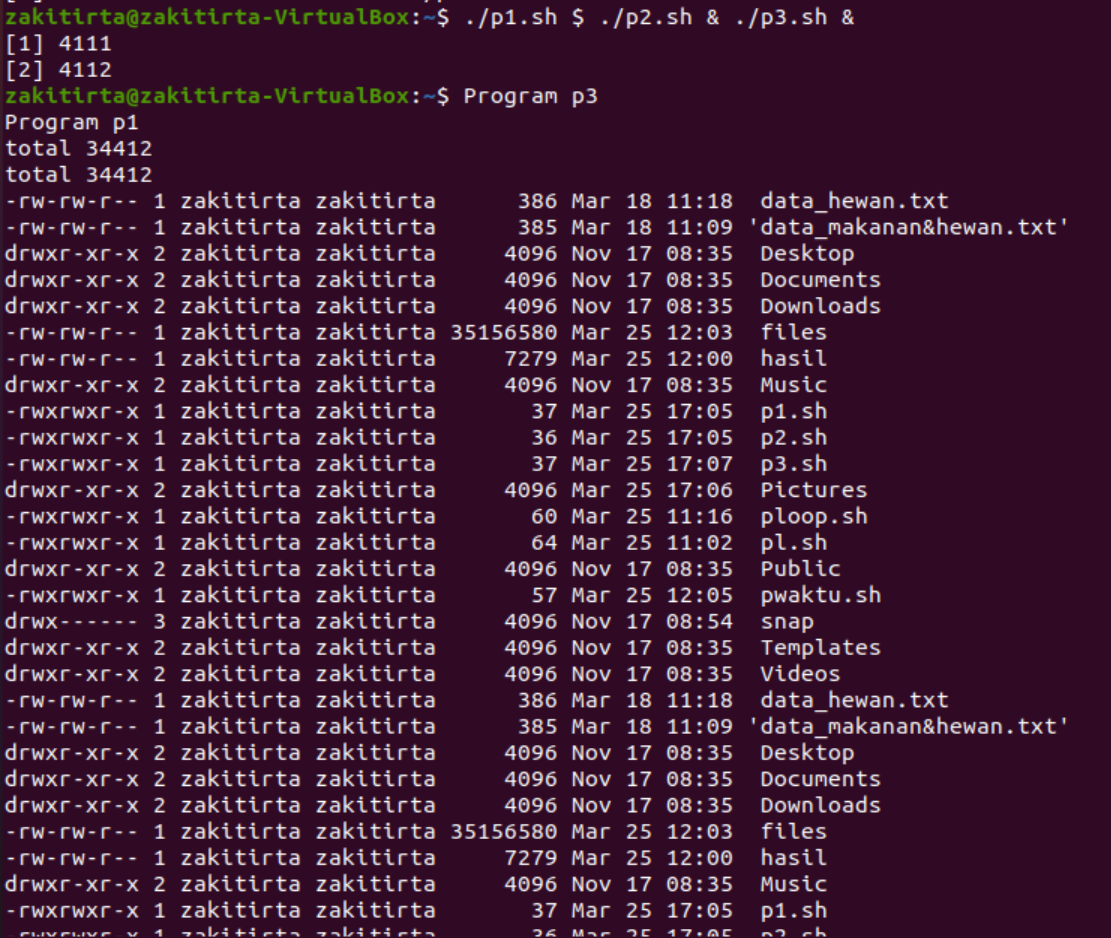 zakitirta@zakitirta-VirtualBox:~$ ./p1.sh $ ./p2.sh & ./p3.sh &
[1] 4111
[2] 4112
zakitirta@zakitirta-VirtualBox:~$ Program p3
Program p1
total 34412
total 34412
-rw-rw-r-- 1 zakitirta zakitirta      386 Mar 18 11:18  data_hewan.txt
-rw-rw-r-- 1 zakitirta zakitirta      385 Mar 18 11:09 'data_makanan&hewan.txt'
drwxr-xr-x 2 zakitirta zakitirta     4096 Nov 17 08:35  Desktop
drwxr-xr-x 2 zakitirta zakitirta     4096 Nov 17 08:35  Documents
drwxr-xr-x 2 zakitirta zakitirta     4096 Nov 17 08:35  Downloads
-rw-rw-r-- 1 zakitirta zakitirta 35156580 Mar 25 12:03  files
-rw-rw-r-- 1 zakitirta zakitirta     7279 Mar 25 12:00  hasil
drwxr-xr-x 2 zakitirta zakitirta     4096 Nov 17 08:35  Music
-rwxrwxr-x 1 zakitirta zakitirta       37 Mar 25 17:05  p1.sh
-rwxrwxr-x 1 zakitirta zakitirta       36 Mar 25 17:05  p2.sh
-rwxrwxr-x 1 zakitirta zakitirta       37 Mar 25 17:07  p3.sh
drwxr-xr-x 2 zakitirta zakitirta     4096 Mar 25 17:06  Pictures
-rwxrwxr-x 1 zakitirta zakitirta       60 Mar 25 11:16  ploop.sh
-rwxrwxr-x 1 zakitirta zakitirta       64 Mar 25 11:02  pl.sh
drwxr-xr-x 2 zakitirta zakitirta     4096 Nov 17 08:35  Public
-rwxrwxr-x 1 zakitirta zakitirta       57 Mar 25 12:05  pwaktu.sh
drwx------ 3 zakitirta zakitirta     4096 Nov 17 08:54  snap
drwxr-xr-x 2 zakitirta zakitirta     4096 Nov 17 08:35  Templates
drwxr-xr-x 2 zakitirta zakitirta     4096 Nov 17 08:35  Videos
-rw-rw-r-- 1 zakitirta zakitirta      386 Mar 18 11:18  data_hewan.txt
-rw-rw-r-- 1 zakitirta zakitirta      385 Mar 18 11:09 'data_makanan&hewan.txt'
drwxr-xr-x 2 zakitirta zakitirta     4096 Nov 17 08:35  Desktop
drwxr-xr-x 2 zakitirta zakitirta     4096 Nov 17 08:35  Documents
drwxr-xr-x 2 zakitirta zakitirta     4096 Nov 17 08:35  Downloads
-rw-rw-r-- 1 zakitirta zakitirta 35156580 Mar 25 12:03  files
-rw-rw-r-- 1 zakitirta zakitirta     7279 Mar 25 12:00  hasil
drwxr-xr-x 2 zakitirta zakitirta     4096 Nov 17 08:35  Music
-rwxrwxr-x 1 zakitirta zakitirta       37 Mar 25 17:05  p1.sh
-rwxrwxr-x 1 zakitirta zakitirta       36 Mar 25 17:05  p2.sh